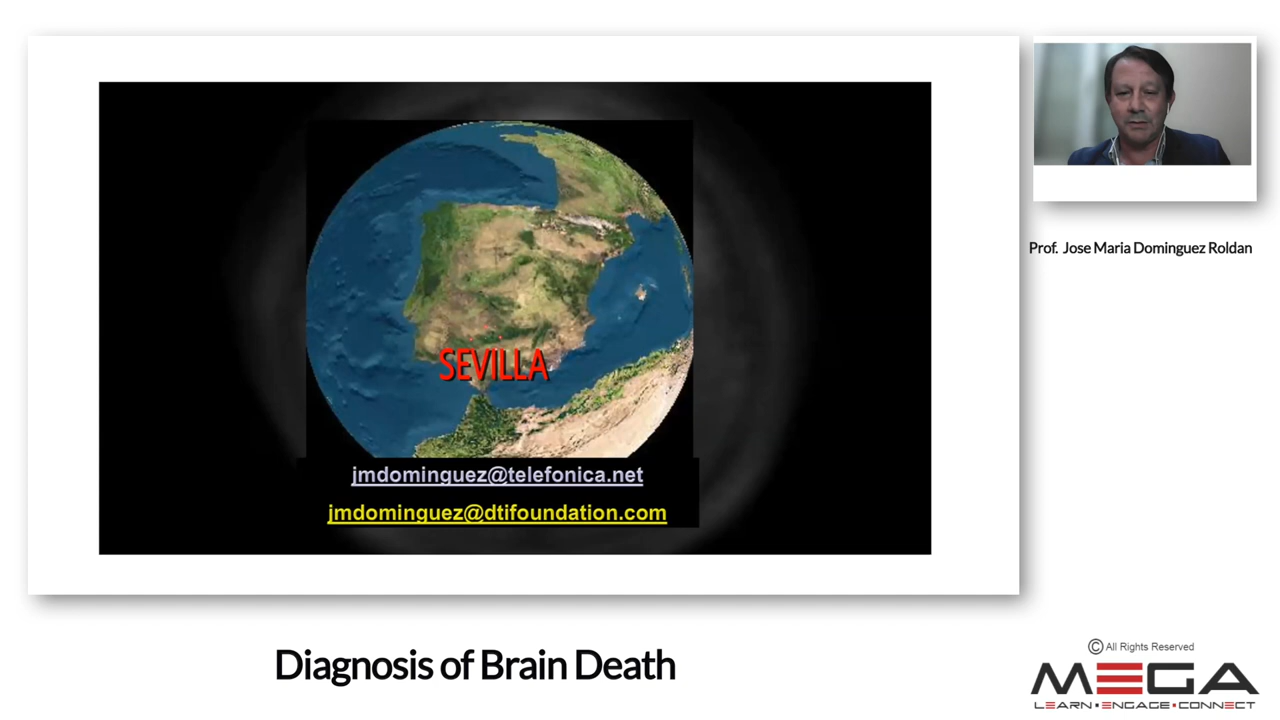 SEVILLA
jmdominguez@telefonica.net
jmdominguez@dtifoundation.com
Prof. Jose Maria Dominguez Roldan
Diagnosis of Brain Death
© All Rights Reserved
MEGA
LEARN • ENGAGE • CONNECT